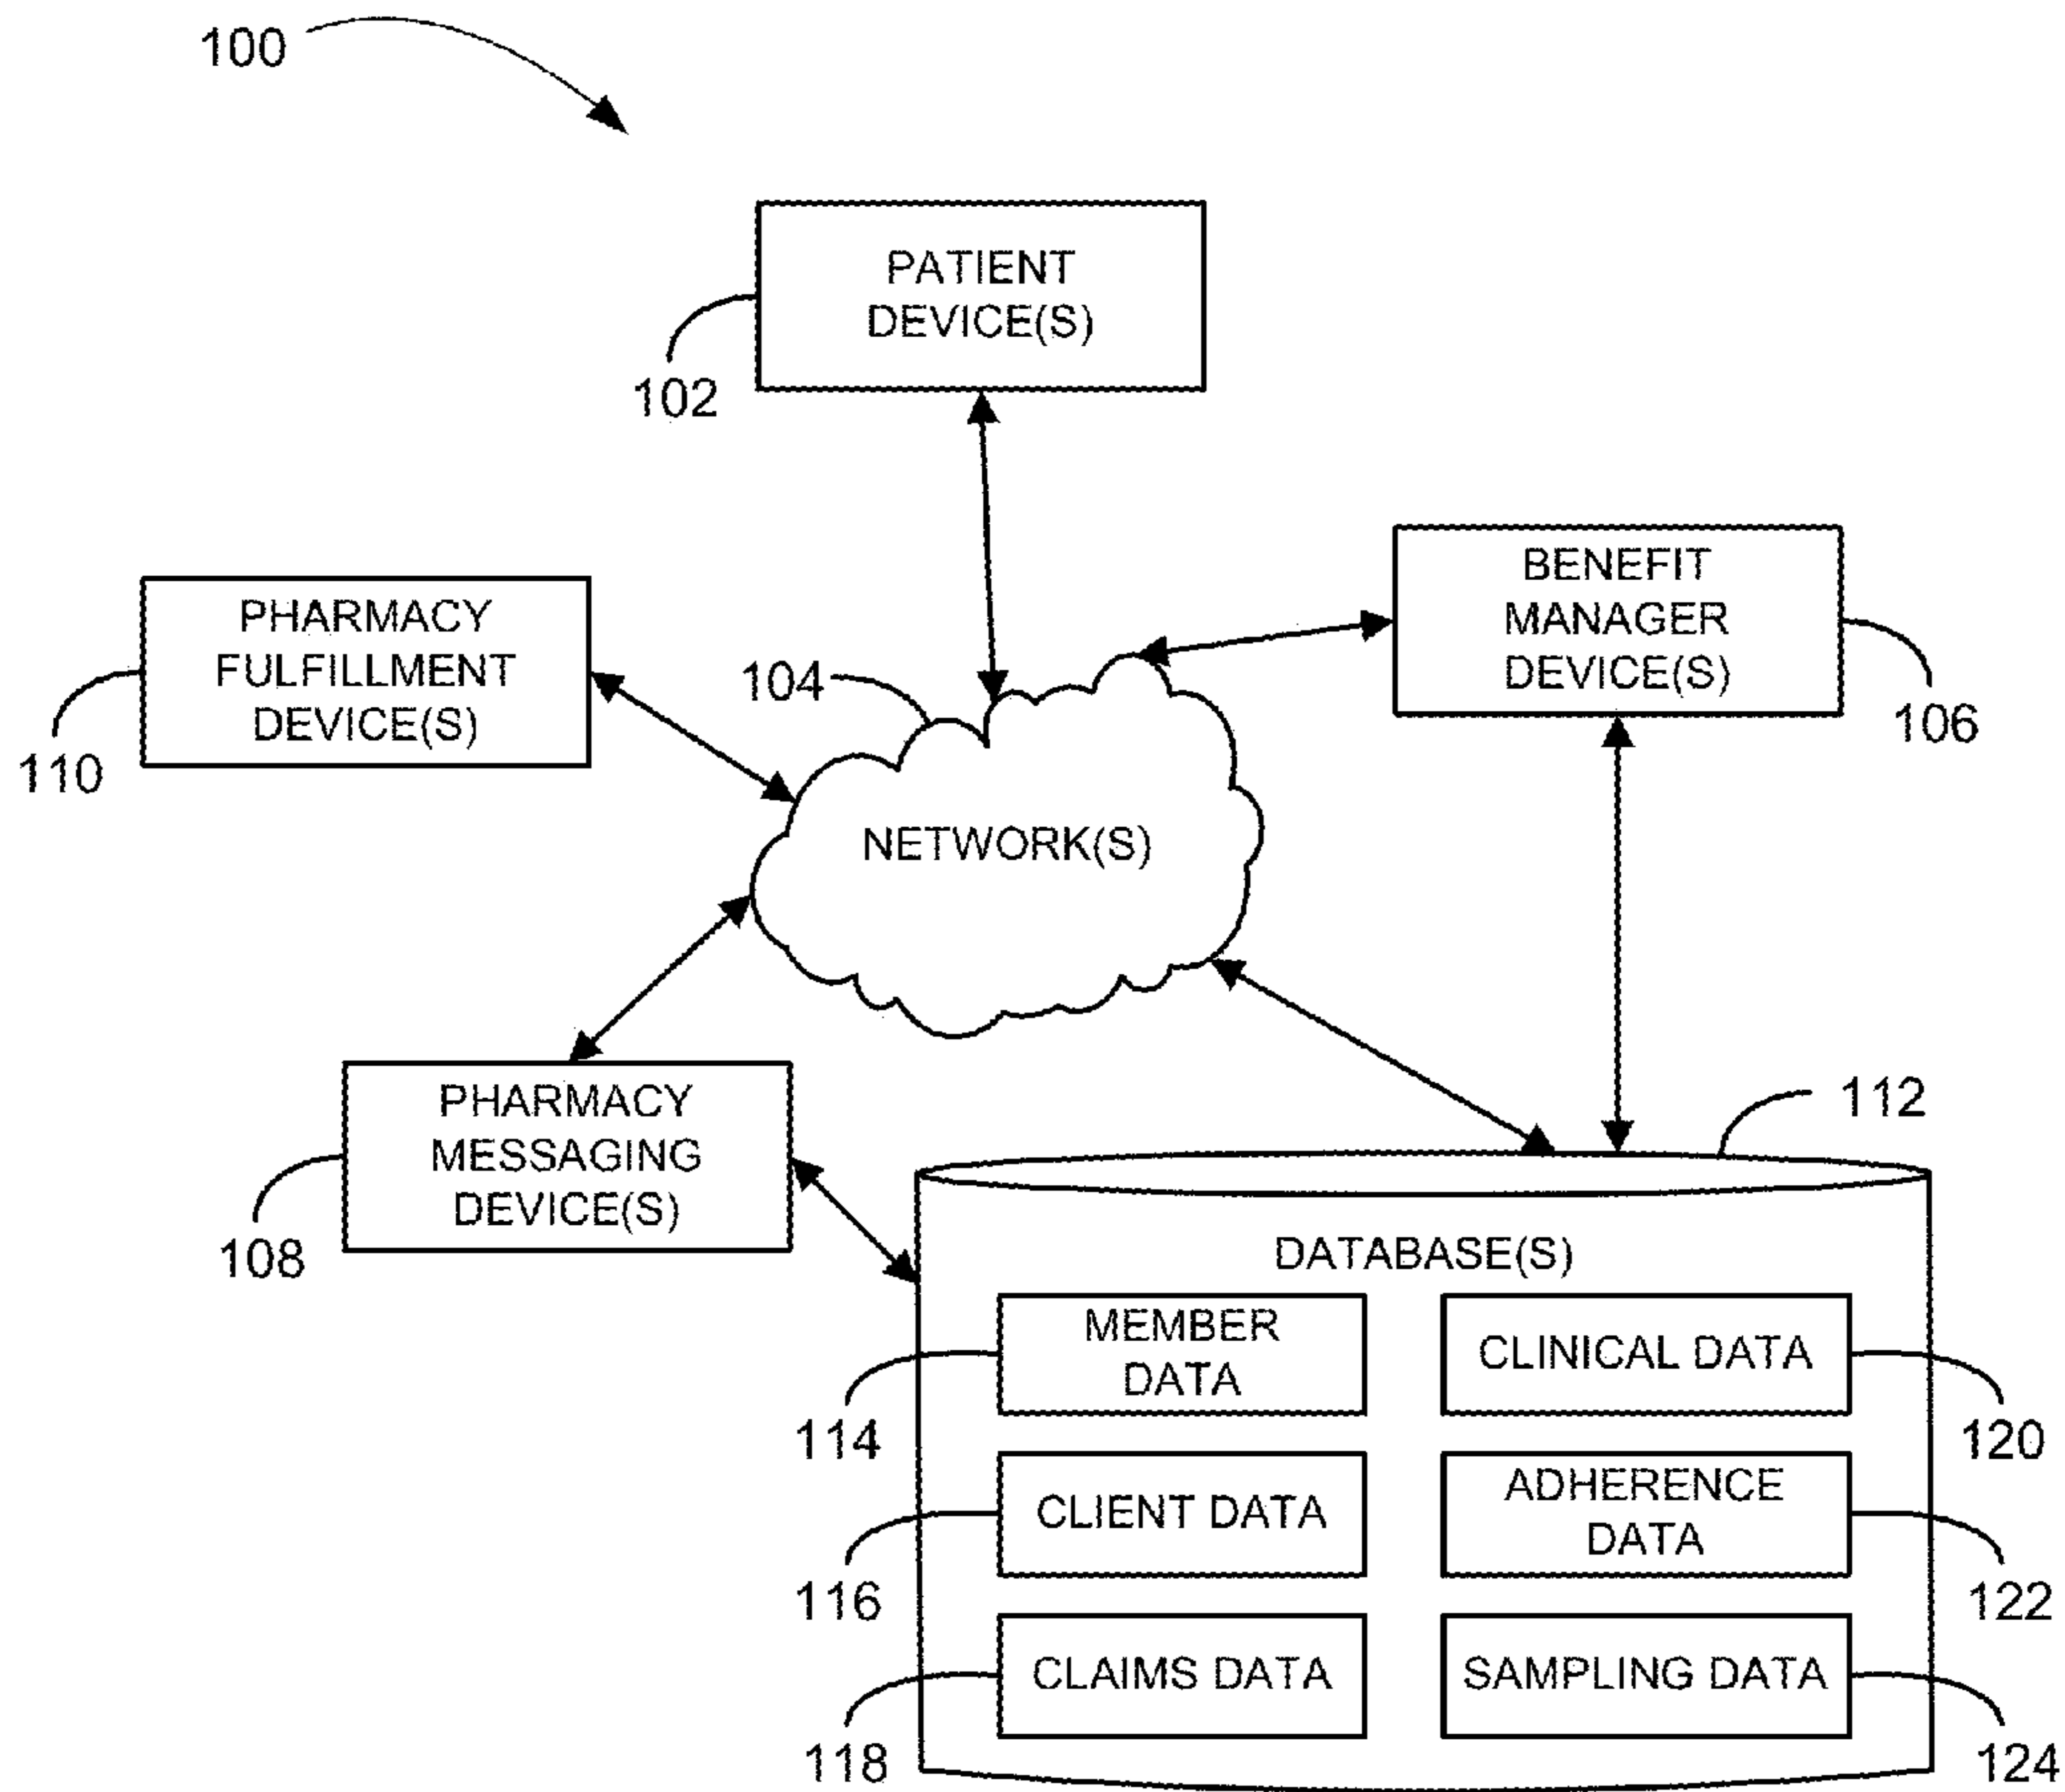 100
PATIENT
DEVICE(S)
102
BENEFIT
MANAGER
DEVICE(S)
106
PHARMACY
FULFILLMENT
DEVICE(S)
110
104
NETWORK(S)
PHARMACY
MESSAGING
DEVICE(S)
108
112
DATABASE(S)
MEMBER
DATA
114
CLINICAL DATA
120
CLIENT DATA
116
ADHERENCE
DATA
122
CLAIMS DATA
118
SAMPLING DATA
124